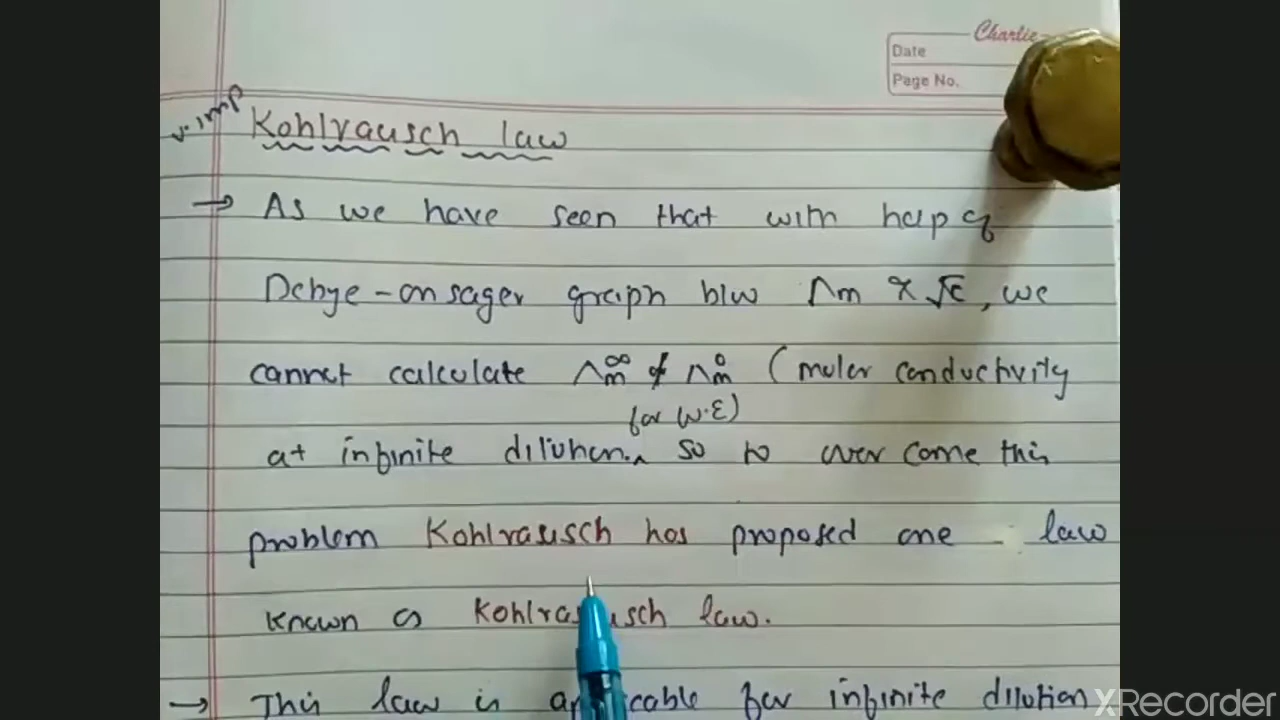 Charlie
Date
Page No.
v.imp
Kohlrausch law
→ As we have seen that with help of
Debye-onsager graph b/w Λm & √c, we
cannot calculate Λm^∞ & Λm^o (molar conductivity
for W.E)
at infinite dilution. so to over come this
problem Kohlrausch has proposed one law
known as Kohlrausch law.
→ This law is applicable for infinite dilution
XRecorder